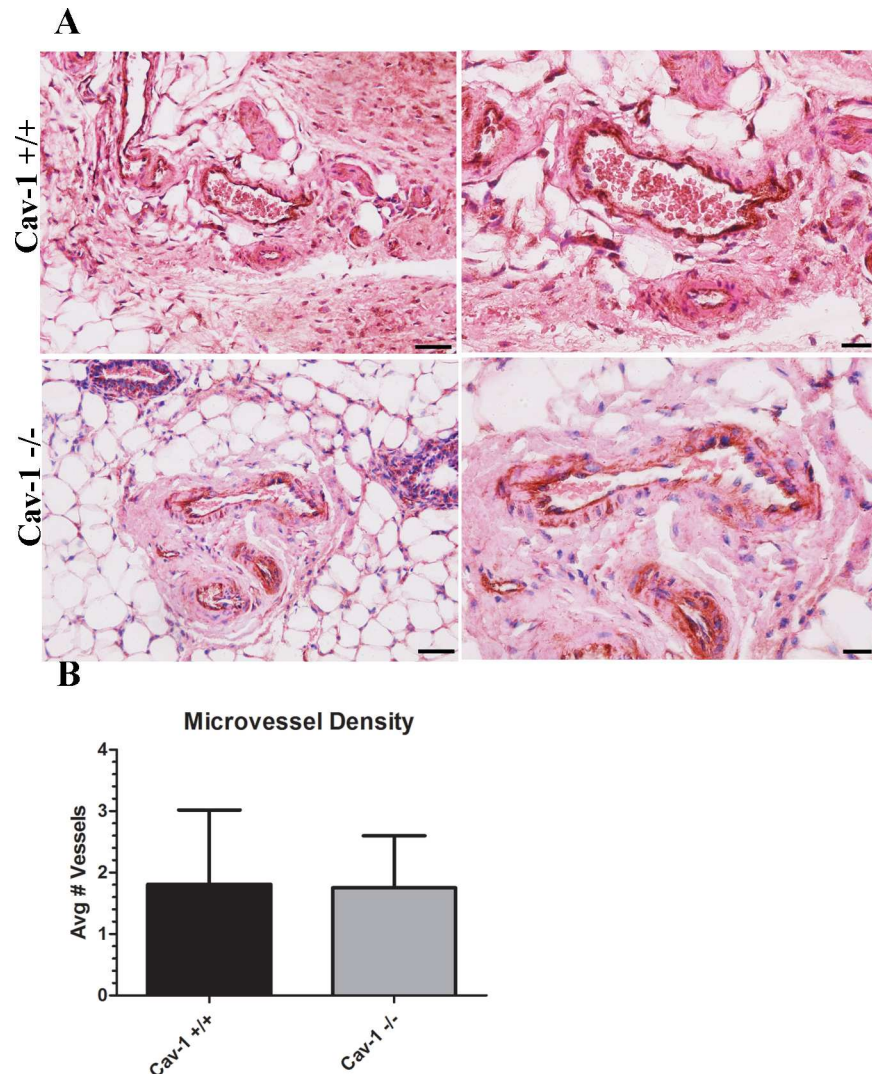 A
Cav-1 +/+
Cav-1 -/-
B
Microvessel Density
Avg # Vessels
4
3
2
1
0
Cav-1 +/+
Cav-1 -/-